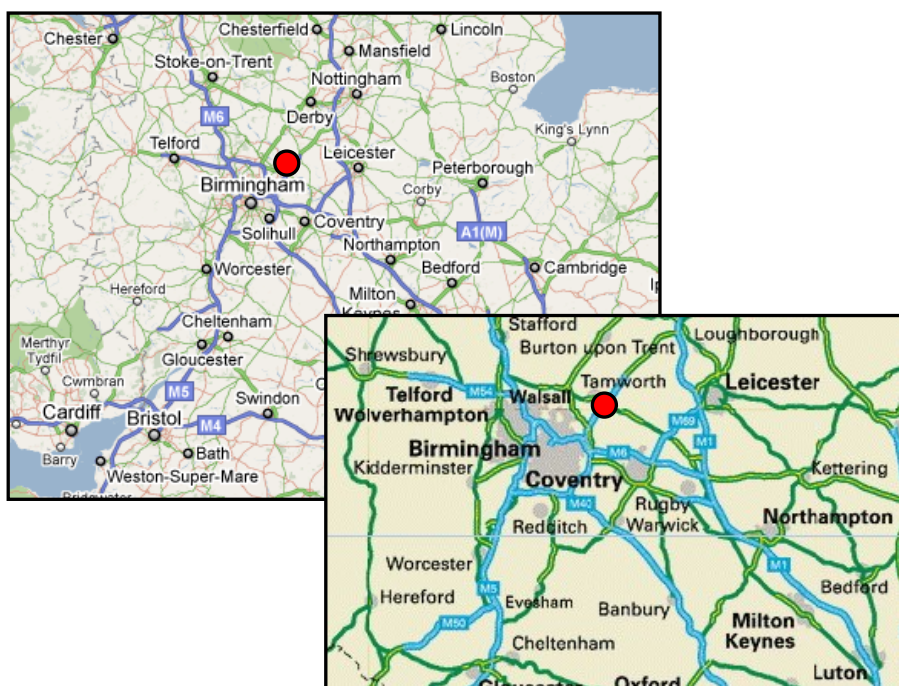 Chesterfield
Lincoln
Chester
Mansfield
Stoke-on-Trent
Nottingham
Boston
M6
Derby
King's Lynn
Telford
Leicester
Peterborough
Birmingham
Corby
Solihull
Coventry
A1(M)
Northampton
Worcester
Bedford
Cambridge
Hereford
Milton
Keynes
Cheltenham
Merthyr
Tydfil
Gloucester
Cwmbran
M5
Cardiff
Bristol
M4
Swindon
Barry
Bath
Weston-Super-Mare
Bridgwater
Stafford
Loughborough
Burton upon Trent
Shrewsbury
Tamworth
Leicester
Telford
M54
Walsall
Wolverhampton
M69
M1
Birmingham
M6
Kidderminster
Kettering
Coventry
M40
Rugby
Redditch
Warwick
Northampton
Worcester
M1
M5
Bedford
Hereford
Evesham
Banbury
M50
Milton
Keynes
Cheltenham
Luton
Gloucester
Oxford